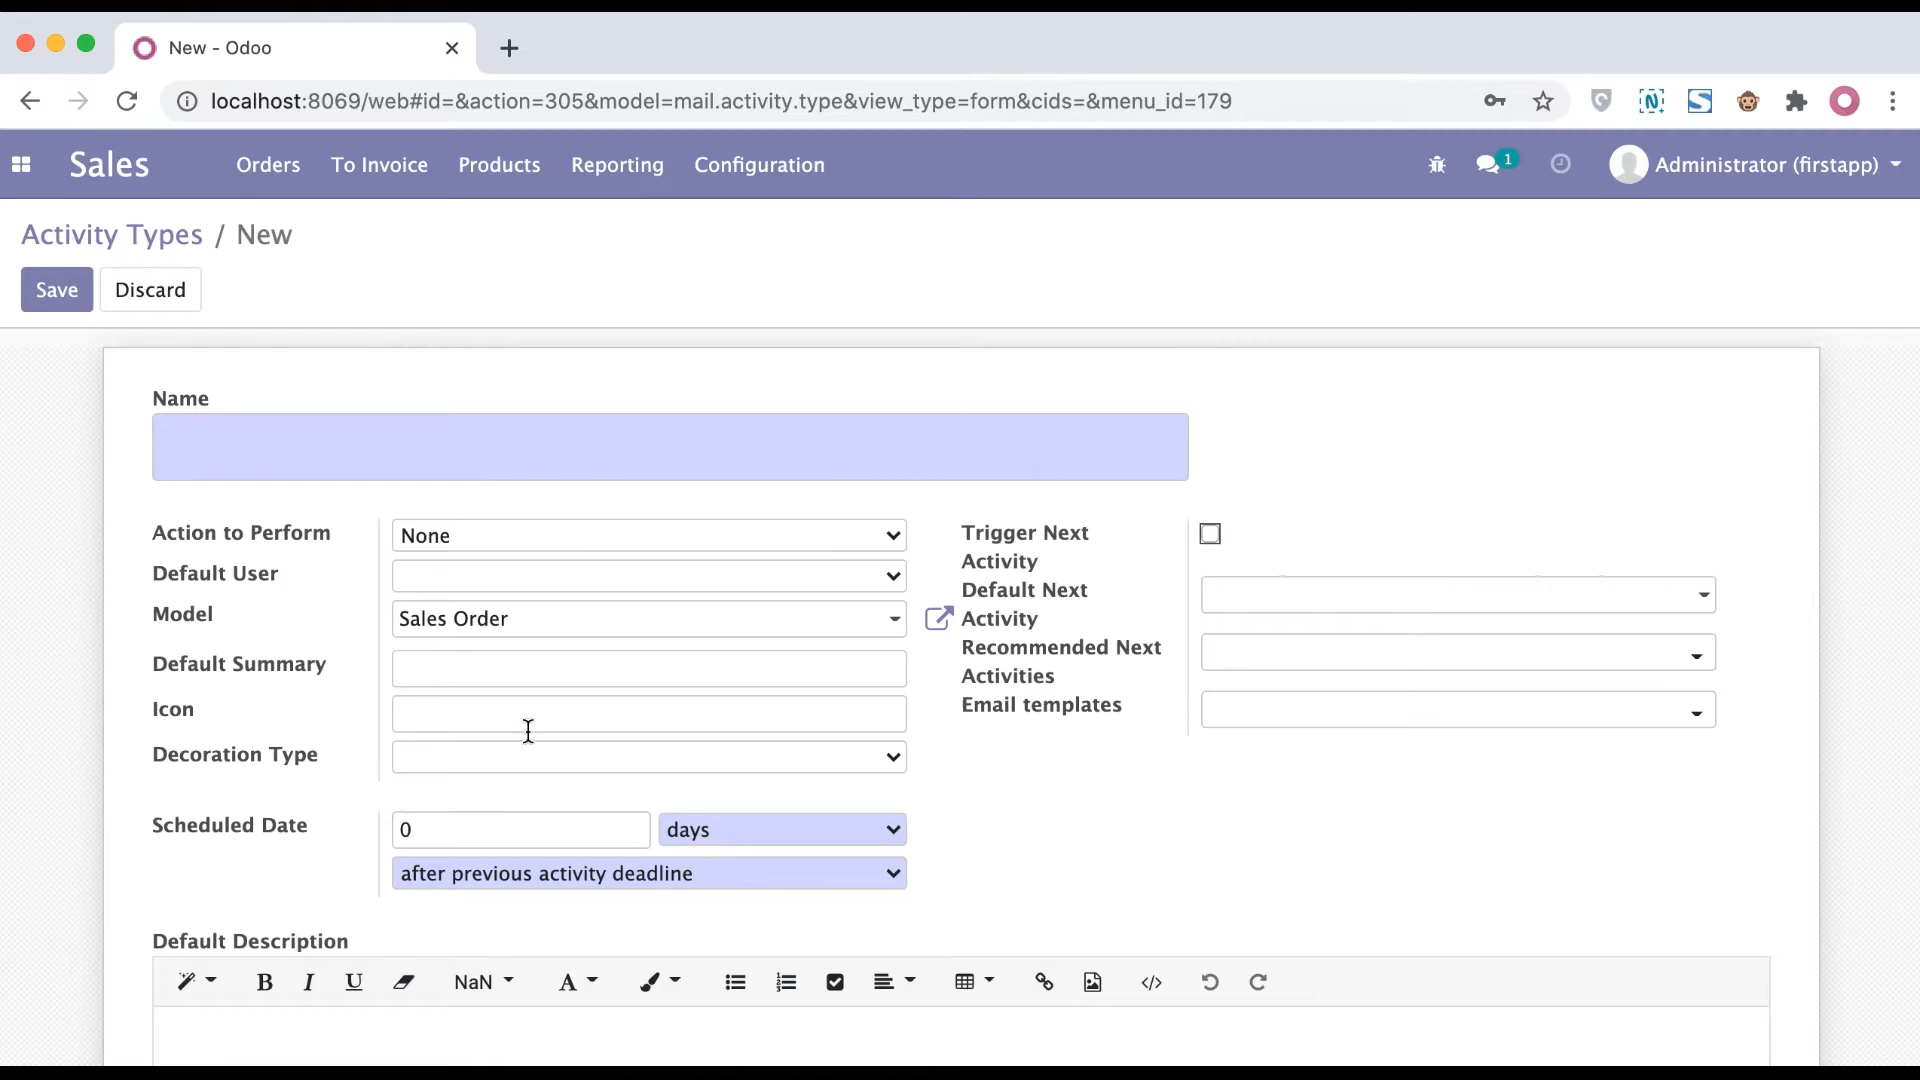 New - Odoo
localhost:8069/web#id=&action=305&model=mail.activity.type&view_type=form&cids=&menu_id=179
Sales Orders To Invoice Products Reporting Configuration 1 Administrator (firstapp)
Activity Types / New
Save Discard
Name
Action to Perform None
Default User
Model Sales Order
Default Summary
Icon
Decoration Type
Trigger Next
Activity
Default Next
Activity
Recommended Next
Activities
Email templates
Scheduled Date 0 days
after previous activity deadline
Default Description
B I U NaN A